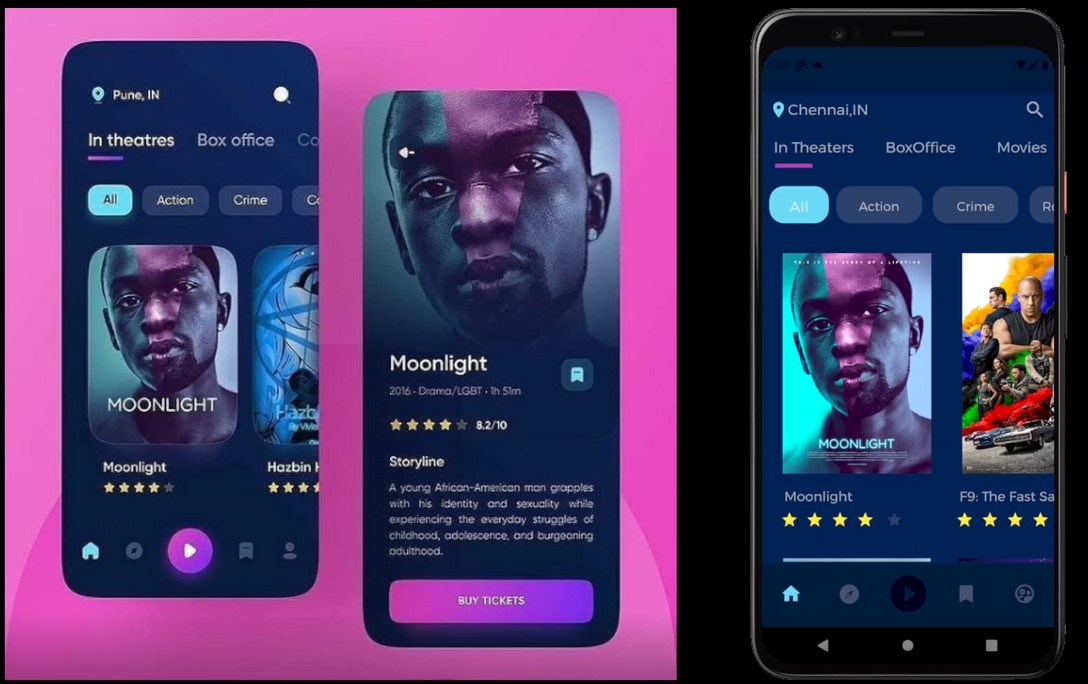 Pune, IN
In theatres Box office Co
All Action Crime Co
MOONLIGHT
Hazbin
Moonlight Hazbin H
Moonlight
2016 - Drama/LGBT • 1h 51m
8.2/10
Storyline
A young African-American man grapples
with his identity and sexuality while
experiencing the everyday struggles of
childhood, adolescence, and burgeoning
adulthood.
BUY TICKETS
Chennai,IN
In Theaters BoxOffice Movies
All Action Crime Ro
THIS IS THE STORY OF A LIFETIME
MOONLIGHT
Moonlight F9: The Fast Sa